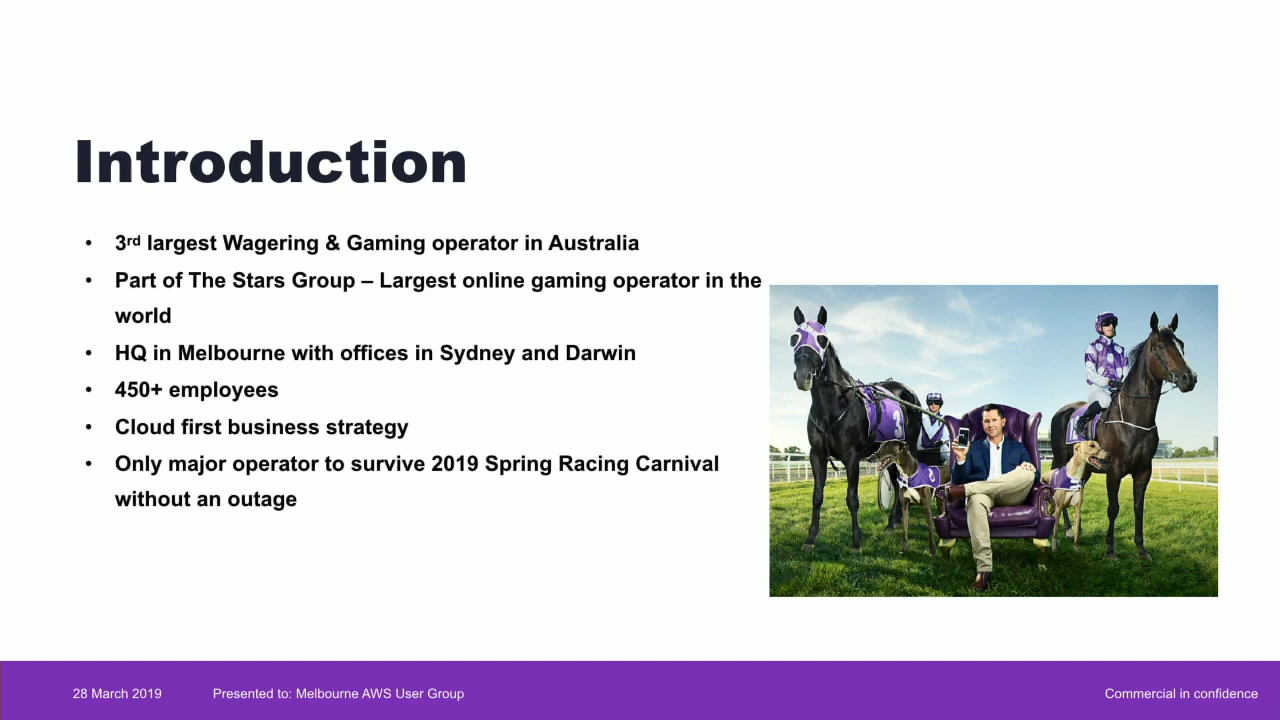 Introduction
• 3rd largest Wagering & Gaming operator in Australia
• Part of The Stars Group – Largest online gaming operator in the
world
• HQ in Melbourne with offices in Sydney and Darwin
• 450+ employees
• Cloud first business strategy
• Only major operator to survive 2019 Spring Racing Carnival
without an outage
3
28 March 2019
Presented to: Melbourne AWS User Group
Commercial in confidence